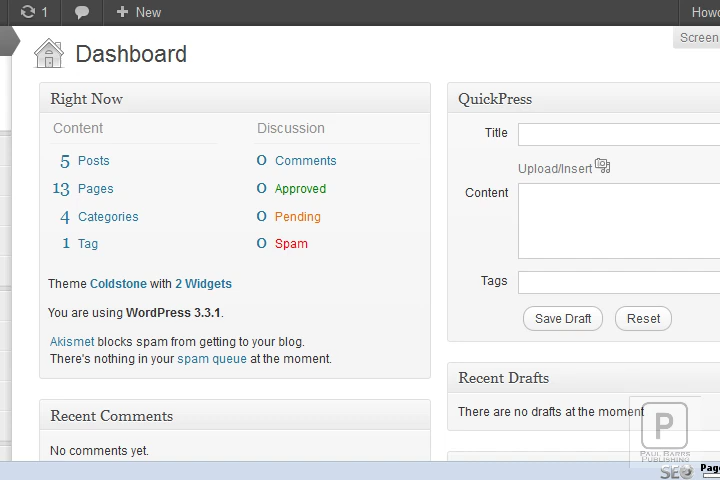 1
New
Howd
Screen
Dashboard
Right Now
Content
Discussion
5 Posts
0 Comments
13 Pages
0 Approved
4 Categories
0 Pending
1 Tag
0 Spam
Theme Coldstone with 2 Widgets
You are using WordPress 3.3.1.
Akismet blocks spam from getting to your blog.
There's nothing in your spam queue at the moment.
Recent Comments
No comments yet.
QuickPress
Title
Upload/Insert
Content
Tags
Save Draft
Reset
Recent Drafts
There are no drafts at the moment
P
PAUL BARRS
PUBLISHING
SEO
Page